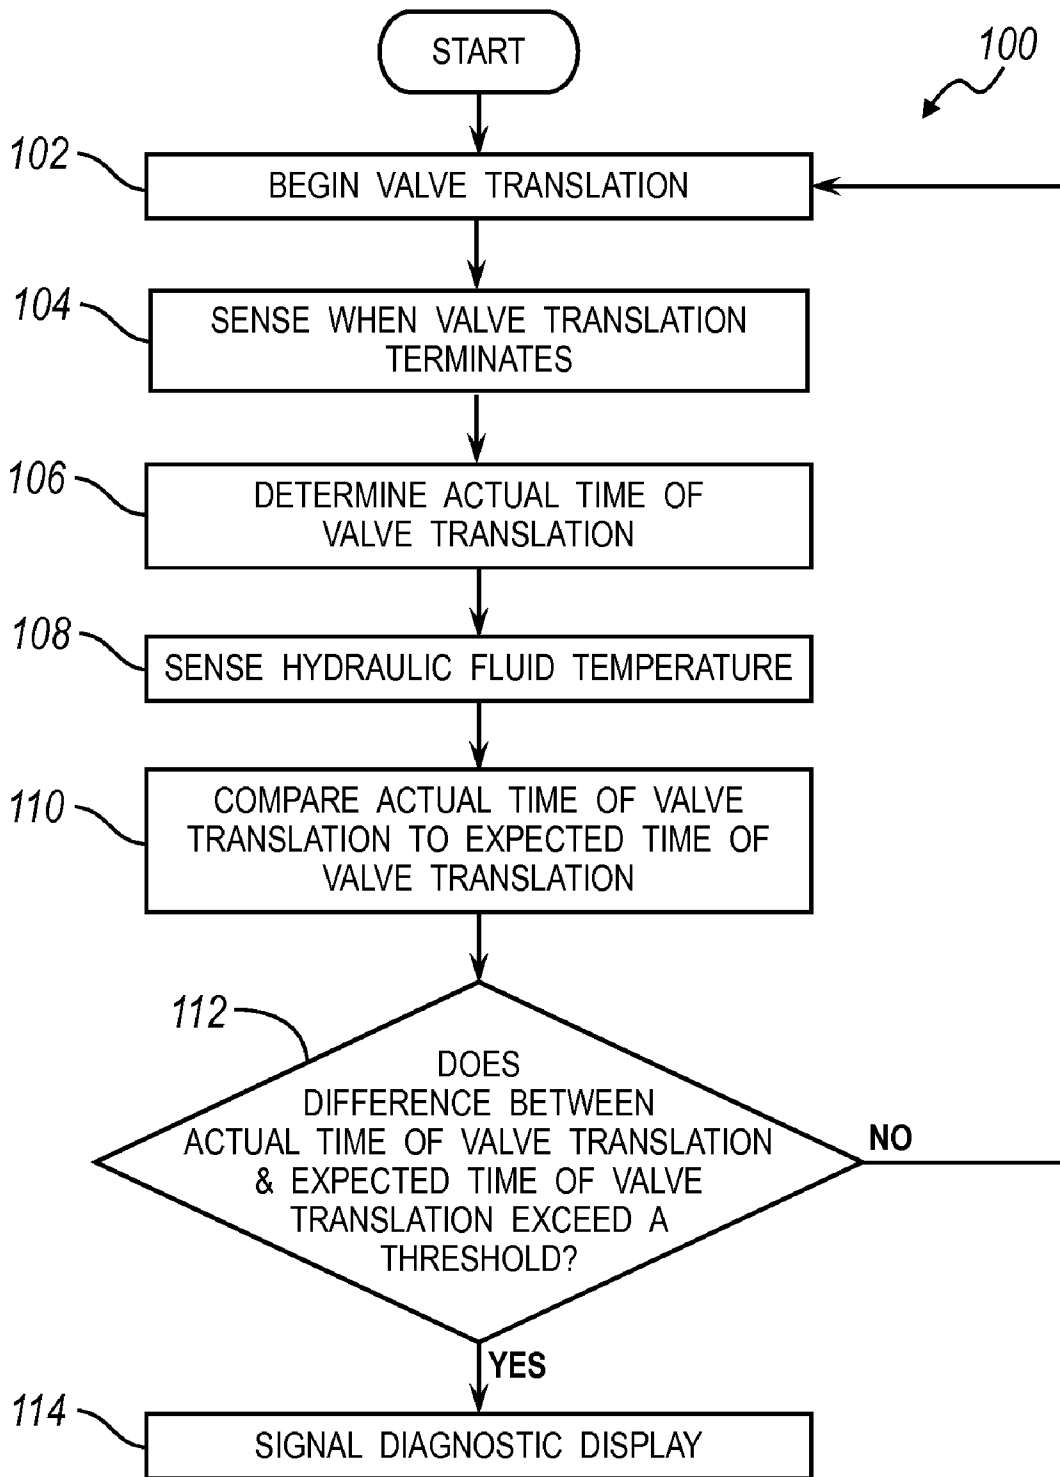 START
100
102
BEGIN VALVE TRANSLATION
104
SENSE WHEN VALVE TRANSLATION
TERMINATES
106
DETERMINE ACTUAL TIME OF
VALVE TRANSLATION
108
SENSE HYDRAULIC FLUID TEMPERATURE
110
COMPARE ACTUAL TIME OF VALVE
TRANSLATION TO EXPECTED TIME OF
VALVE TRANSLATION
112
DOES
DIFFERENCE BETWEEN
ACTUAL TIME OF VALVE TRANSLATION
& EXPECTED TIME OF VALVE
TRANSLATION EXCEED A
THRESHOLD?
NO
YES
114
SIGNAL DIAGNOSTIC DISPLAY